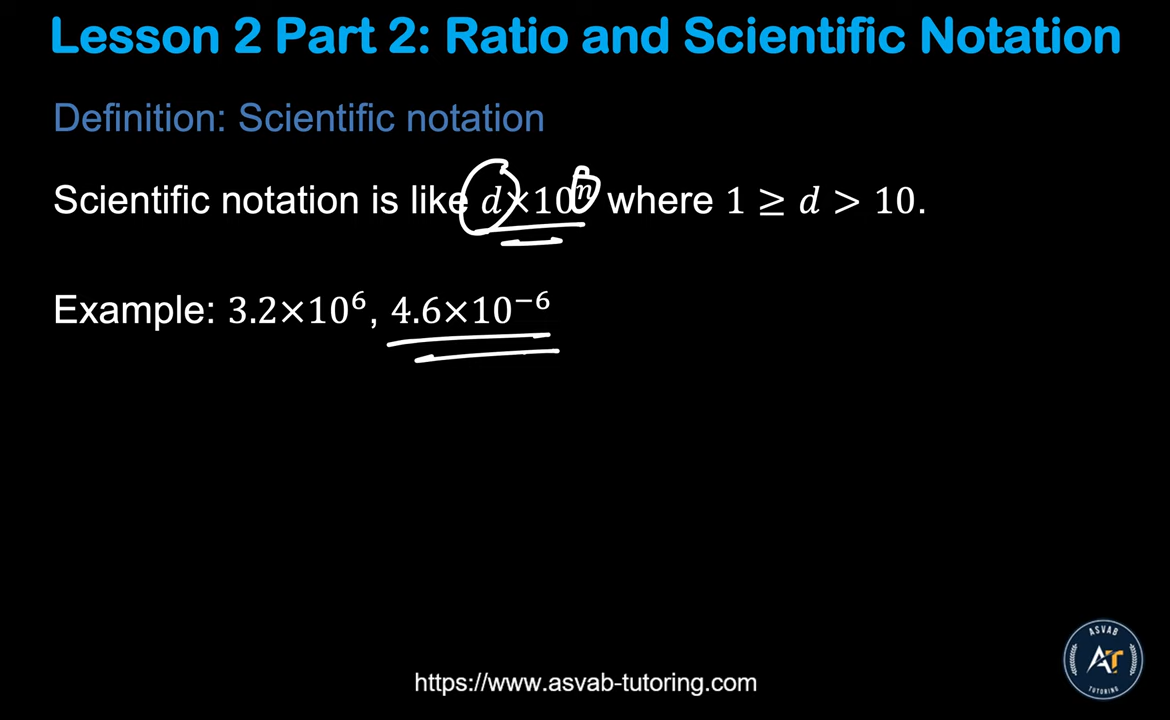 Lesson 2 Part 2: Ratio and Scientific Notation
Definition: Scientific notation
Scientific notation is like d×10ⁿ where 1 ≥ d > 10.
Example: 3.2×10⁶, 4.6×10⁻⁶
ASVAB
AT
TUTORING
https://www.asvab-tutoring.com